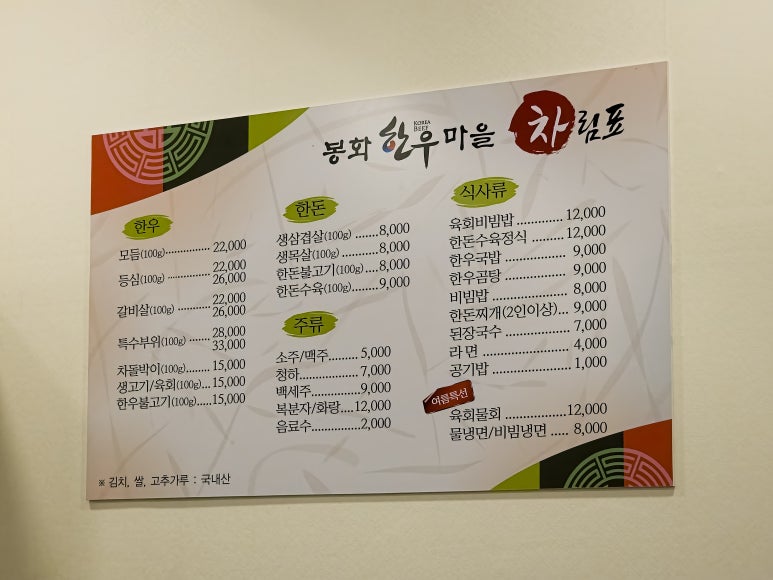 봉화 한우마을 차림표
KOREA
BEEF
한우
모듬(100g)............... 22,000
등심(100g) .............. 22,000
26,000
갈비살(100g) ............ 22,000
26,000
특수부위(100g) ....... 28,000
33,000
차돌박이(100g)........ 15,000
생고기/육회(100g)... 15,000
한우불고기(100g).....15,000
한돈
생삼겹살(100g) .......8,000
생목살(100g) ........... 8,000
한돈불고기(100g)....8,000
한돈수육(100g)........9,000
주류
소주/맥주......... 5,000
청하................. 7,000
백세주..............9,000
복분자/화랑....12,000
음료수..............2,000
식사류
육회비빔밥 ............. 12,000
한돈수육정식 ......... 12,000
한우국밥 ................. 9,000
한우곰탕 ................. 9,000
비빔밥 ..................... 8,000
한돈찌개(2인이상)... 9,000
된장국수 ................. 7,000
라면 ........................ 4,000
공기밥 ..................... 1,000
여름특선
육회물회 ................12,000
물냉면/비빔냉면 ..... 8,000
※ 김치, 쌀, 고추가루 : 국내산